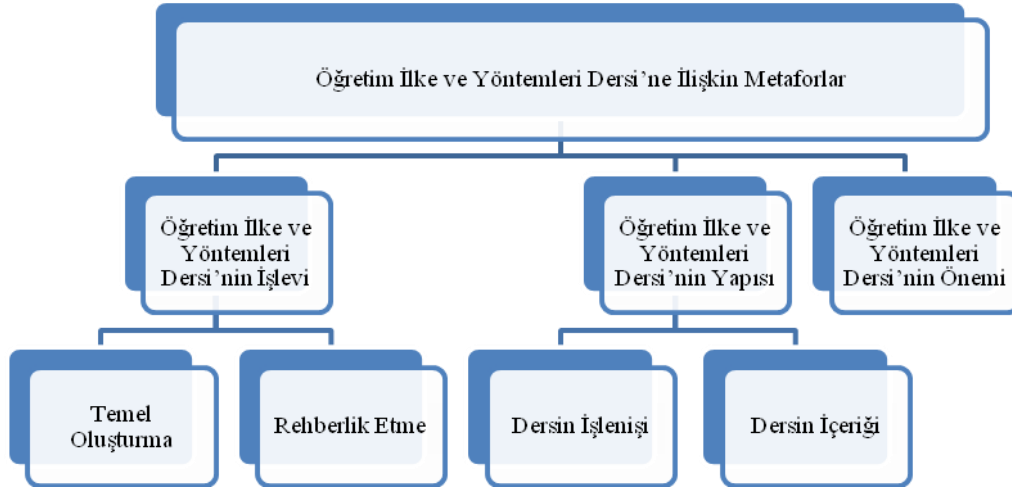 Öğretim İlke ve Yöntemleri Dersi’ne İlişkin Metaforlar
Öğretim İlke ve
Yöntemleri
Dersi’nin İşlevi
Öğretim İlke ve
Yöntemleri
Dersi’nin Yapısı
Öğretim İlke ve
Yöntemleri
Dersi’nin Önemi
Temel
Oluşturma
Rehberlik Etme
Dersin İşlenişi
Dersin İçeriği